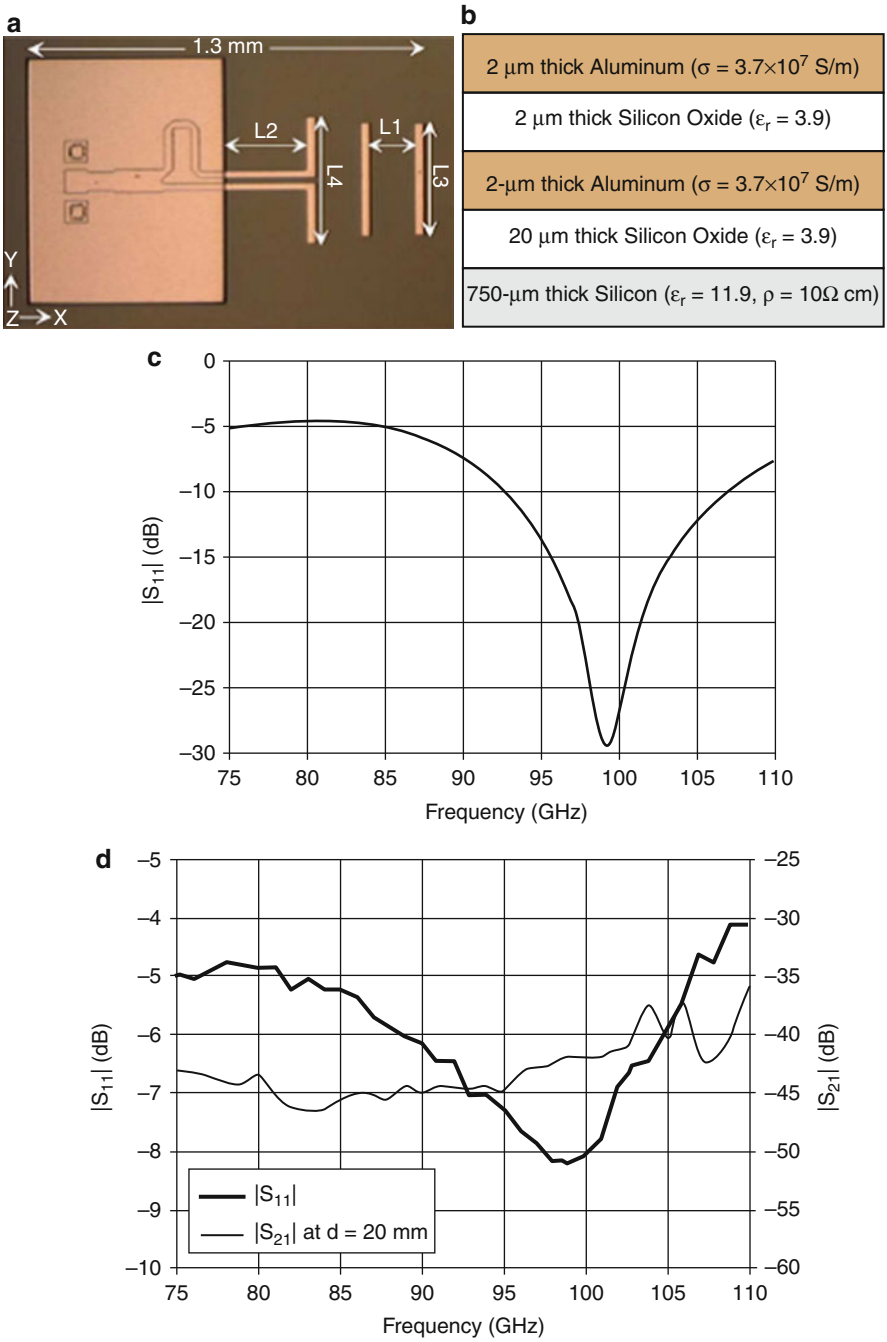 a
1.3 mm
L2
L4
L1
L3
Y
Z
X
b
2 μm thick Aluminum (σ = 3.7×10⁷ S/m)
2 μm thick Silicon Oxide (εᵣ = 3.9)
2-μm thick Aluminum (σ = 3.7×10⁷ S/m)
20 μm thick Silicon Oxide (εᵣ = 3.9)
750-μm thick Silicon (εᵣ = 11.9, ρ = 10Ω cm)
c
|S₁₁| (dB)
0
–5
–10
–15
–20
–25
–30
75 80 85 90 95 100 105 110
Frequency (GHz)
d
|S₁₁| (dB)
–5 –25
–4 –30
–5 –35
–6 –40
–7 –45
–8 –50
–9 –55
–10 –60
|S₂₁| (dB)
|S₁₁|
|S₂₁| at d = 20 mm
75 80 85 90 95 100 105 110
Frequency (GHz)